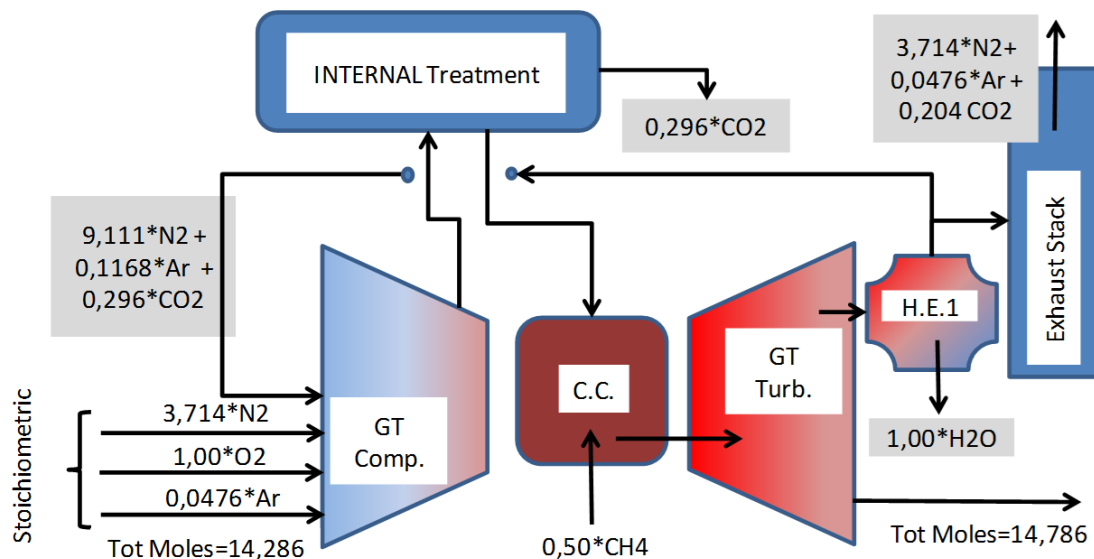 INTERNAL Treatment
0,296*CO2
3,714*N2+
0,0476*Ar +
0,204 CO2
Exhaust Stack
9,111*N2 +
0,1168*Ar +
0,296*CO2
H.E.1
GT
Turb.
C.C.
GT
Comp.
1,00*H2O
Stoichiometric
3,714*N2
1,00*O2
0,0476*Ar
Tot Moles=14,286
0,50*CH4
Tot Moles=14,786